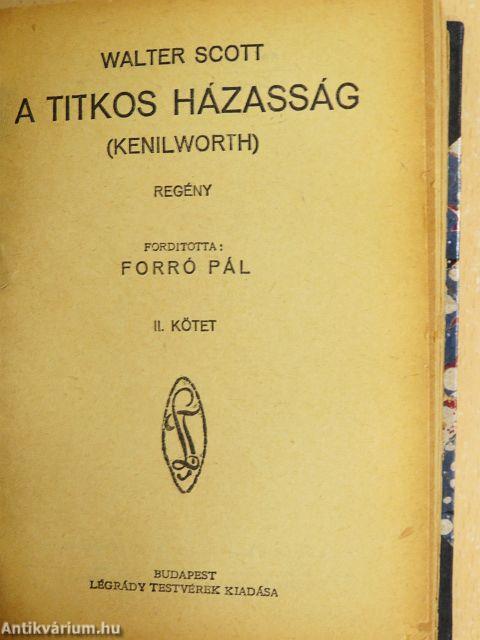 WALTER SCOTT
A TITKOS HÁZASSÁG
(KENILWORTH)
REGÉNY
FORDITOTTA:
FORRÓ PÁL
II. KÖTET
BUDAPEST
LÉGRÁDY TESTVÉREK KIADÁSA
Antikvárium.hu